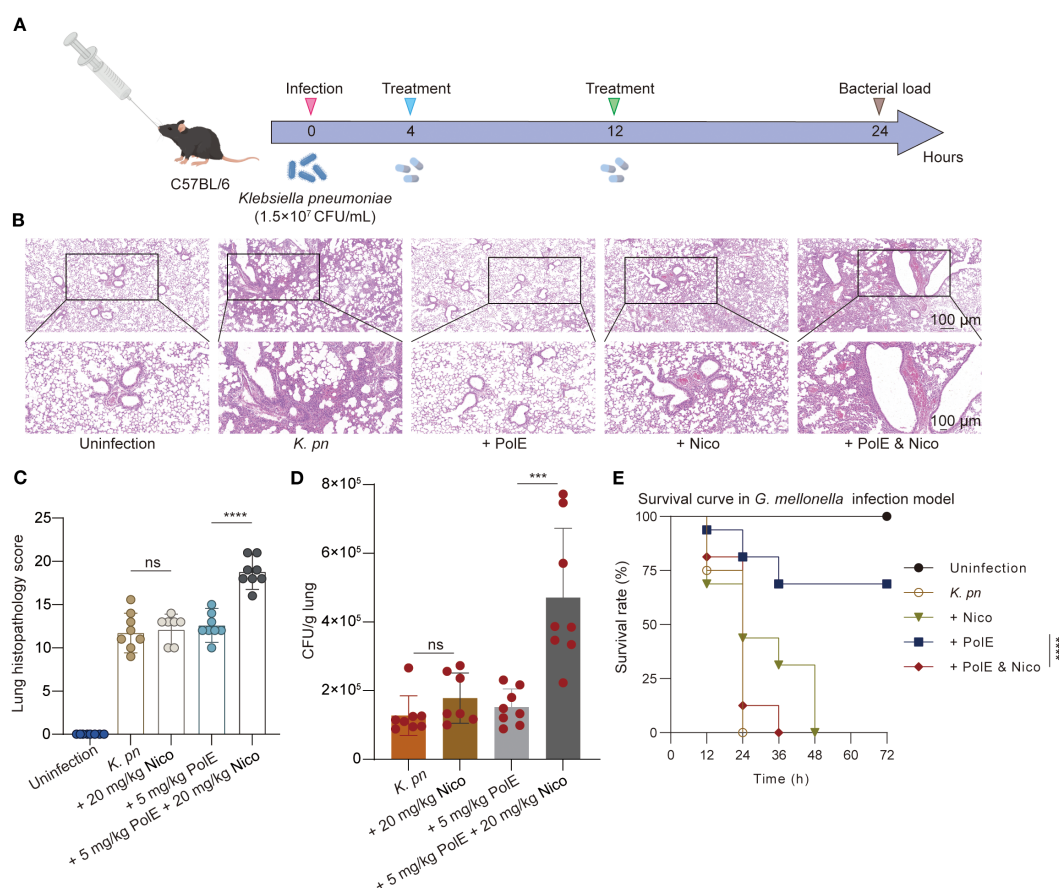 A
Infection
Treatment
Treatment
Bacterial load
0
4
12
24
Hours
C57BL/6
Klebsiella pneumoniae
(1.5×10⁷ CFU/mL)
B
100 μm
100 μm
Uninfection
K. pn
+ PolE
+ Nico
+ PolE & Nico
C
Lung histopathology score
25
20
15
10
5
0
ns
****
Uninfection
K. pn
+ 20 mg/kg Nico
+ 5 mg/kg PolE
+ 5 mg/kg PolE + 20 mg/kg Nico
D
CFU/g lung
8×10⁵
6×10⁵
4×10⁵
2×10⁵
0
ns
***
K. pn
+ 20 mg/kg Nico
+ 5 mg/kg PolE
+ 5 mg/kg PolE + 20 mg/kg Nico
E
Survival curve in G. mellonella infection model
Survival rate (%)
100
75
50
25
0
0
12
24
36
48
60
72
Time (h)
Uninfection
K. pn
+ Nico
+ PolE
+ PolE & Nico
****